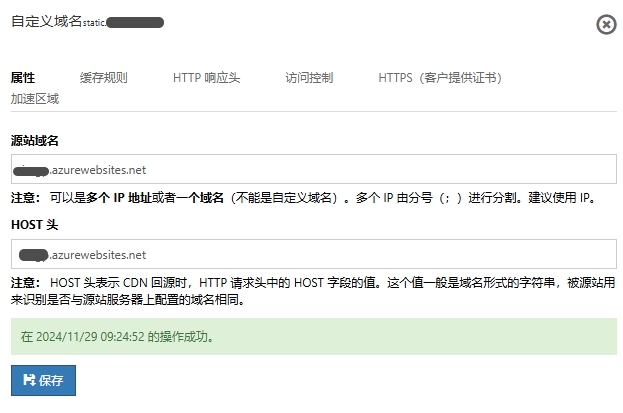 自定义域名static.
属性 缓存规则 HTTP 响应头 访问控制 HTTPS（客户提供证书）
加速区域
源站域名
.azurewebsites.net
注意： 可以是多个 IP 地址或者一个域名（不能是自定义域名）。多个 IP 由分号（；）进行分割。建议使用 IP。
HOST 头
.azurewebsites.net
注意： HOST 头表示 CDN 回源时，HTTP 请求头中的 HOST 字段的值。这个值一般是域名形式的字符串，被源站用
来识别是否与源站服务器上配置的域名相同。
在 2024/11/29 09:24:52 的操作成功。
保存